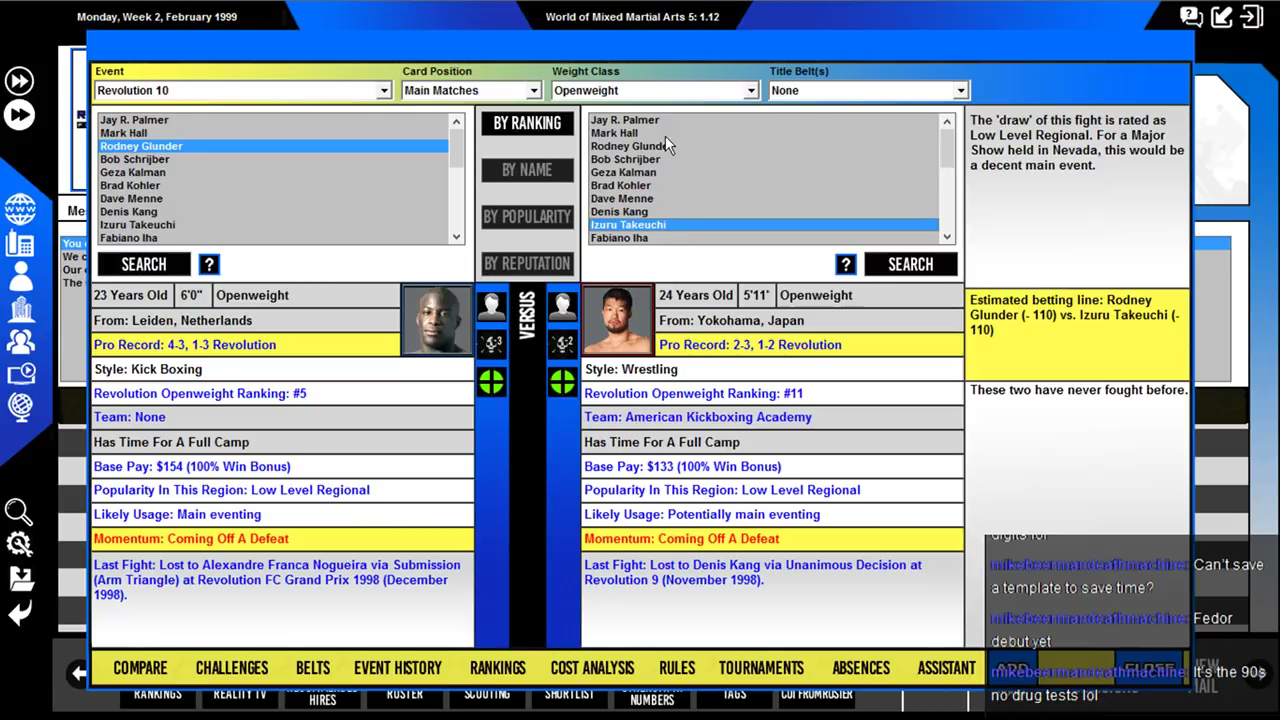 Monday, Week 2, February 1999
World of Mixed Martial Arts 5: 1.12
Event
Card Position
Weight Class
Title Belt(s)
Revolution 10
Main Matches
Openweight
None
Jay R. Palmer
Mark Hall
Rodney Glunder
Bob Schrijber
Geza Kalman
Brad Kohler
Dave Menne
Denis Kang
Izuru Takeuchi
Fabiano Iha
SEARCH
?
BY RANKING
BY NAME
BY POPULARITY
BY REPUTATION
Jay R. Palmer
Mark Hall
Rodney Glunder
Bob Schrijber
Geza Kalman
Brad Kohler
Dave Menne
Denis Kang
Izuru Takeuchi
Fabiano Iha
?
SEARCH
The 'draw' of this fight is rated as
Low Level Regional. For a Major
Show held in Nevada, this would be
a decent main event.
Estimated betting line: Rodney
Glunder (- 110) vs. Izuru Takeuchi (-
110)
These two have never fought before.
23 Years Old
6'0"
Openweight
From: Leiden, Netherlands
Pro Record: 4-3, 1-3 Revolution
Style: Kick Boxing
Revolution Openweight Ranking: #5
Team: None
Has Time For A Full Camp
Base Pay: $154 (100% Win Bonus)
Popularity In This Region: Low Level Regional
Likely Usage: Main eventing
Momentum: Coming Off A Defeat
Last Fight: Lost to Alexandre Franca Nogueira via Submission
(Arm Triangle) at Revolution FC Grand Prix 1998 (December
1998).
VERSUS
24 Years Old
5'11"
Openweight
From: Yokohama, Japan
Pro Record: 2-3, 1-2 Revolution
Style: Wrestling
Revolution Openweight Ranking: #11
Team: American Kickboxing Academy
Has Time For A Full Camp
Base Pay: $133 (100% Win Bonus)
Popularity In This Region: Low Level Regional
Likely Usage: Potentially main eventing
Momentum: Coming Off A Defeat
Last Fight: Lost to Denis Kang via Unanimous Decision at
Revolution 9 (November 1998).
digits lol
mikebeermandeathmachine: Can't save
a template to save time?
mikebeermandeathmachine: Fedor
debut yet
mikebeermandeathmachine: It's the 90s
no drug tests lol
COMPARE
CHALLENGES
BELTS
EVENT HISTORY
RANKINGS
COST ANALYSIS
RULES
TOURNAMENTS
ABSENCES
ASSISTANT
ADD
CLOSE
RANKINGS
REALITY TV
HIRES
ROSTER
SCOUTING
SHORTLIST
NUMBERS
TAGS
MAIL